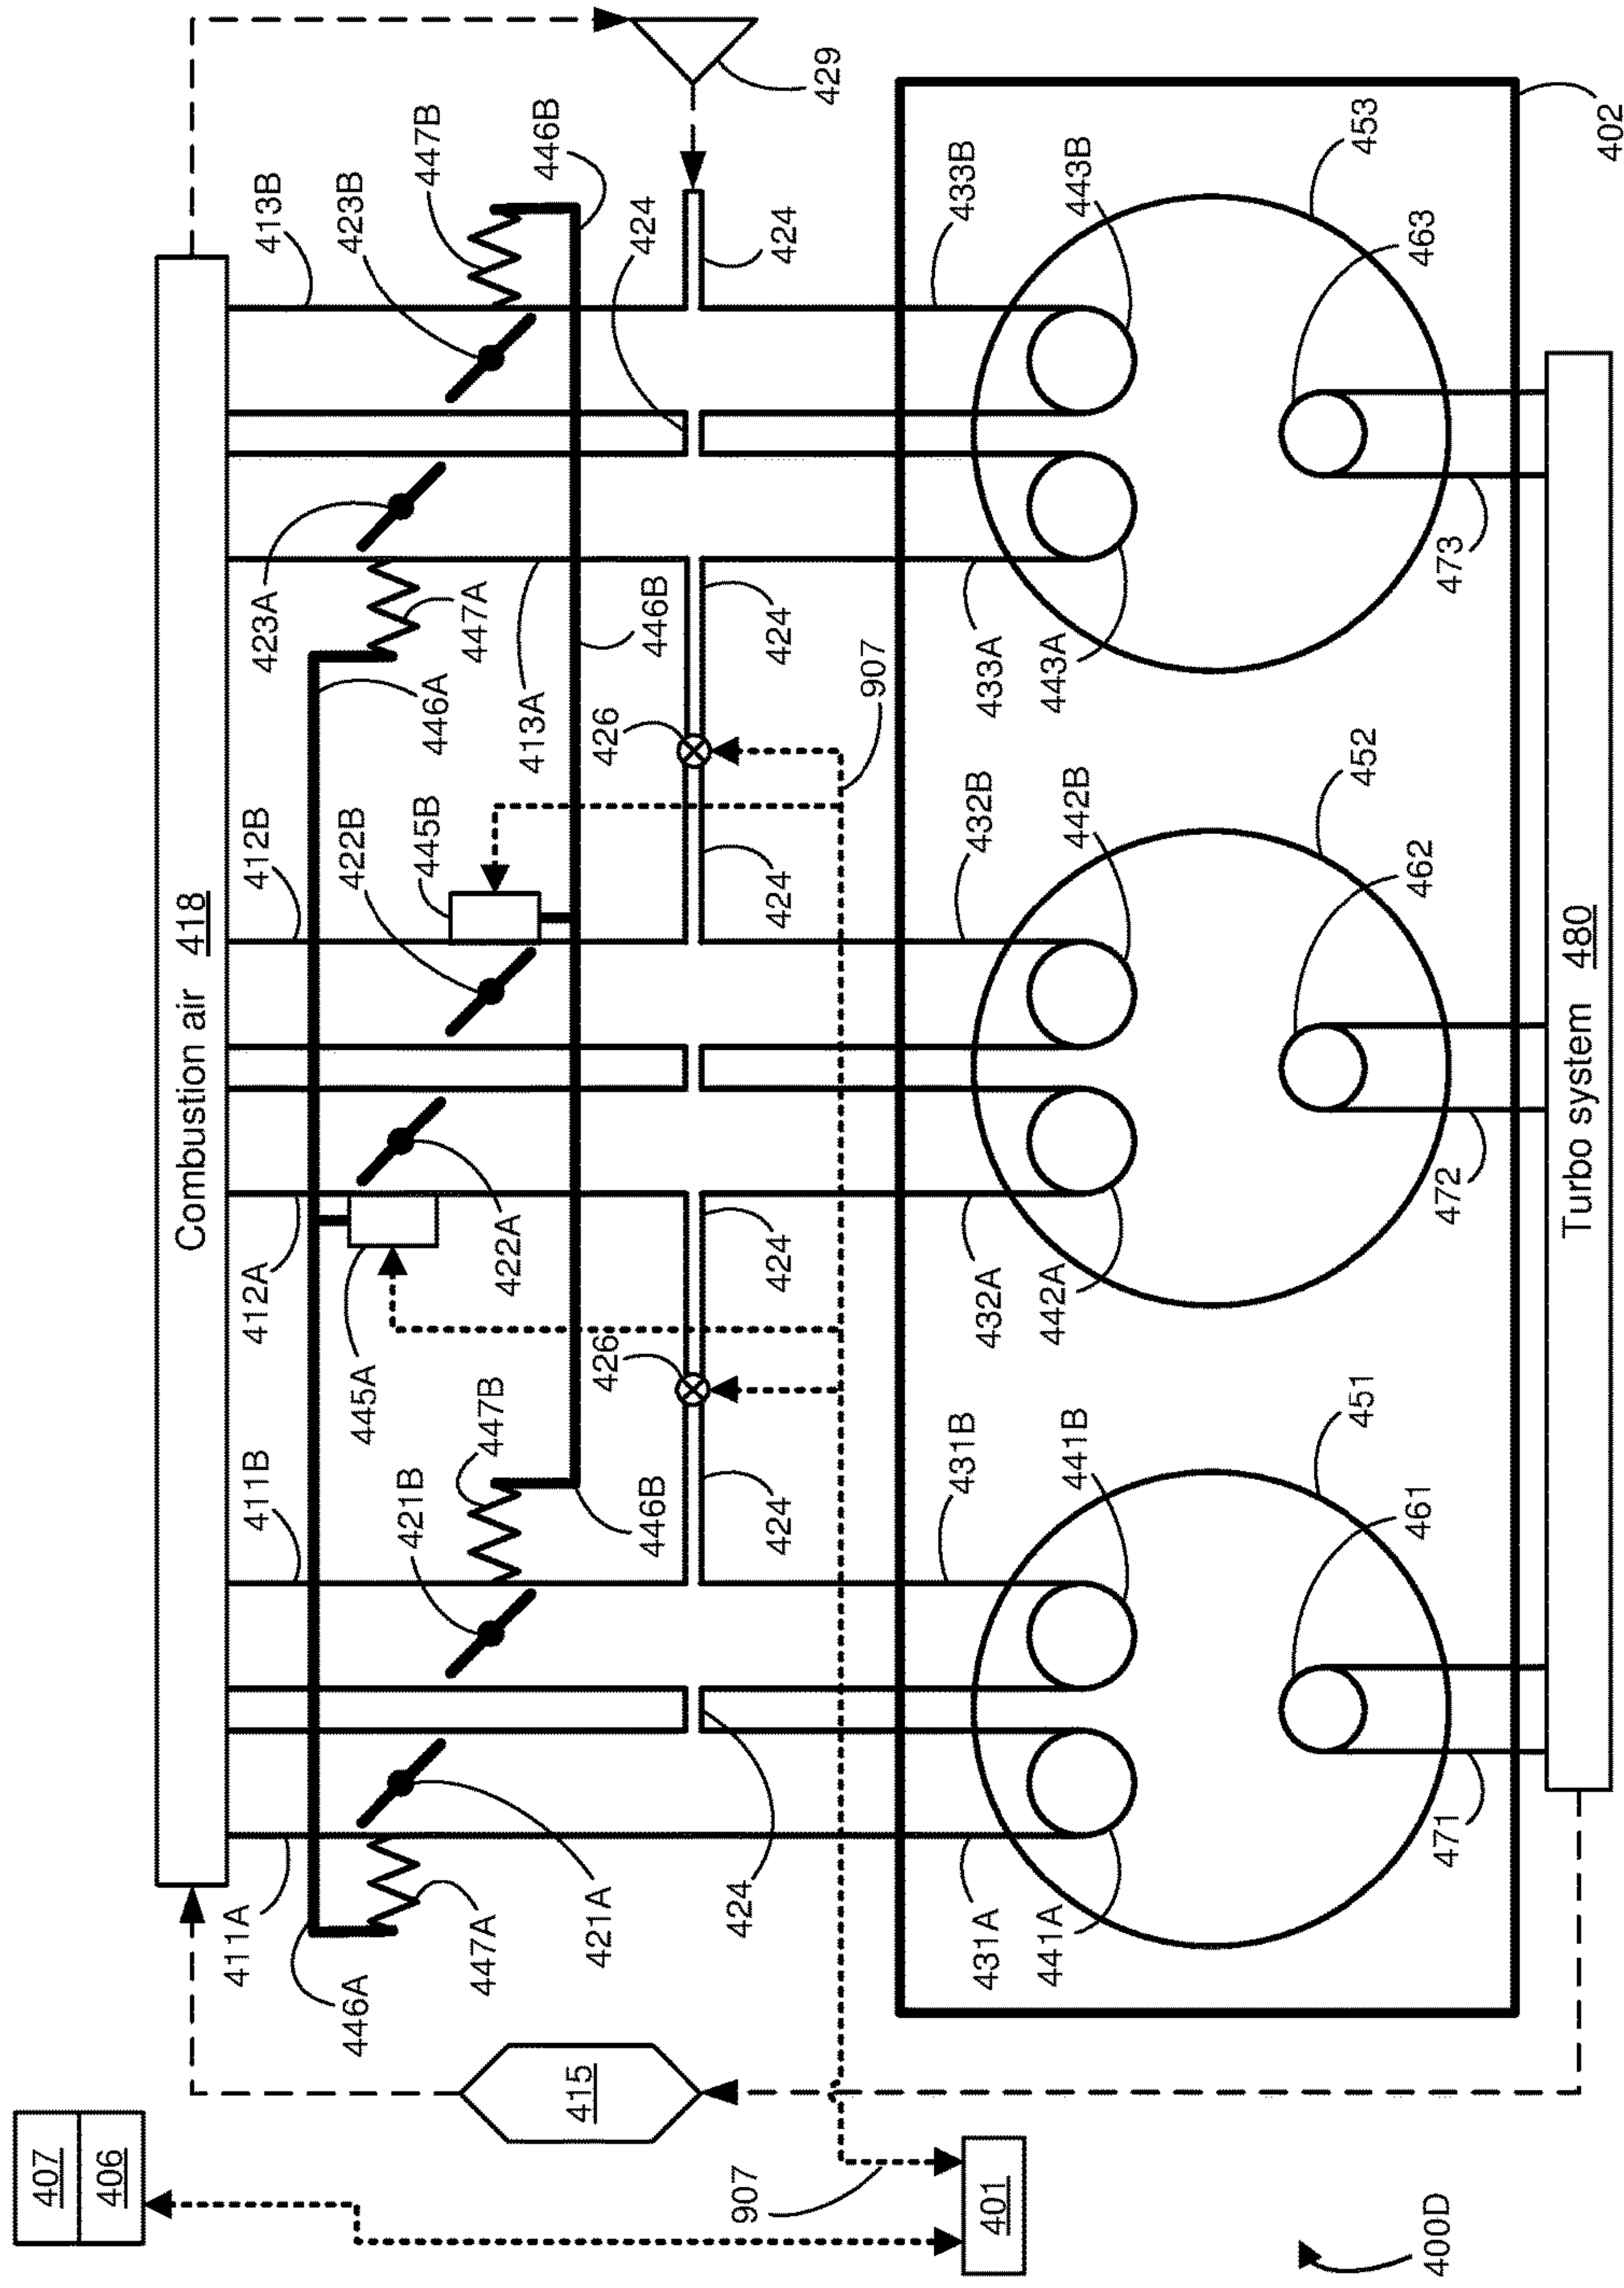 407
406
415
401
907
400D
Combustion air 418
411A
411B
412A
412B
413B
446A
447A
421A
421B
447B
446B
445A
422A
422B
445B
446A
447A
423A
423B
447B
446B
413A
446B
424
424
426
424
424
426
424
424
424
429
907
431A
431B
432A
432B
433A
433B
441A
441B
442A
442B
443A
443B
451
452
453
461
462
463
471
472
473
402
Turbo system 480